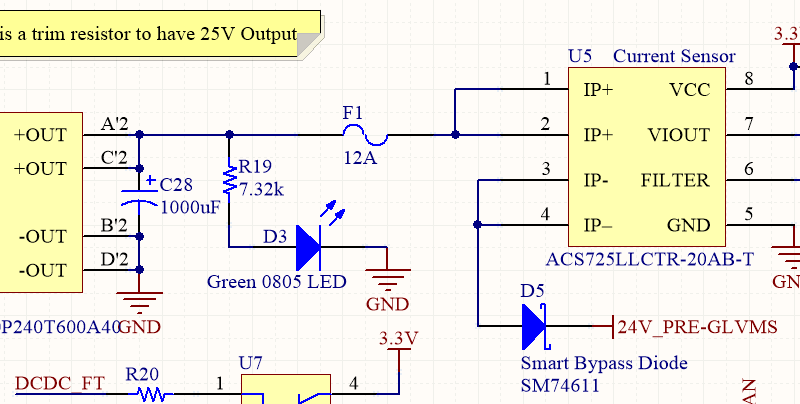 is a trim resistor to have 25V Output
3.3
U5 Current Sensor
+OUT A'2
+OUT C'2
-OUT B'2
-OUT D'2
C28
1000uF
GND
P240T600A40
R19
7.32k
F1
12A
D3
Green 0805 LED
GND
1 IP+ VCC 8
2 IP+ VIOUT 7
3 IP- FILTER 6
4 IP– GND 5
ACS725LLCTR-20AB-T
GN
D5
24V_PRE-GLVMS
Smart Bypass Diode
SM74611
3.3V
DCDC_FT R20 1 U7 4
AN